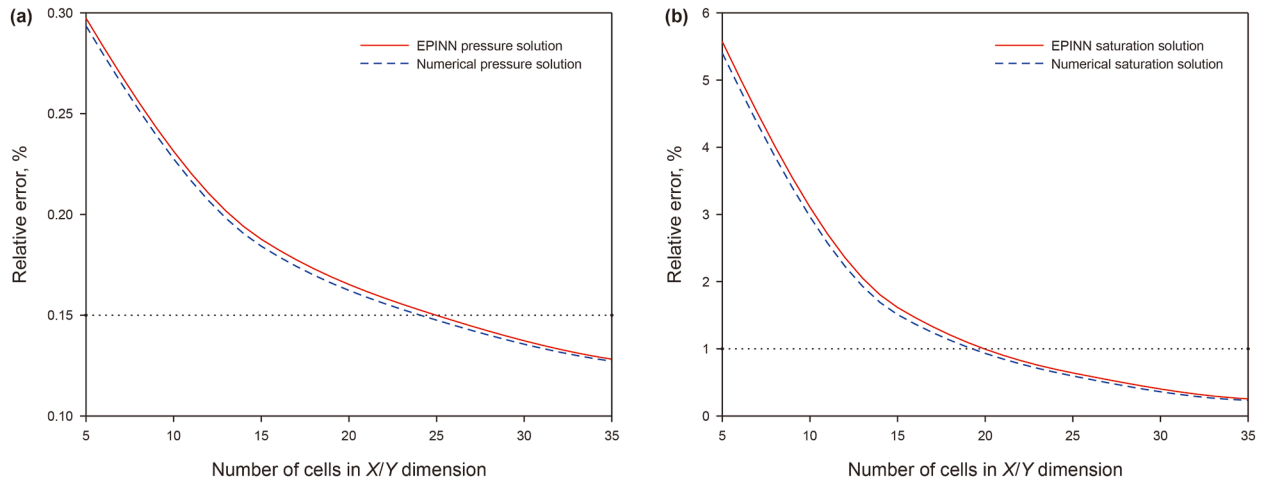 (a)
0.30
0.25
0.20
0.15
0.10
Relative error, %
EPINN pressure solution
Numerical pressure solution
5 10 15 20 25 30 35
Number of cells in X/Y dimension
(b)
6
5
4
3
2
1
0
Relative error, %
EPINN saturation solution
Numerical saturation solution
5 10 15 20 25 30 35
Number of cells in X/Y dimension